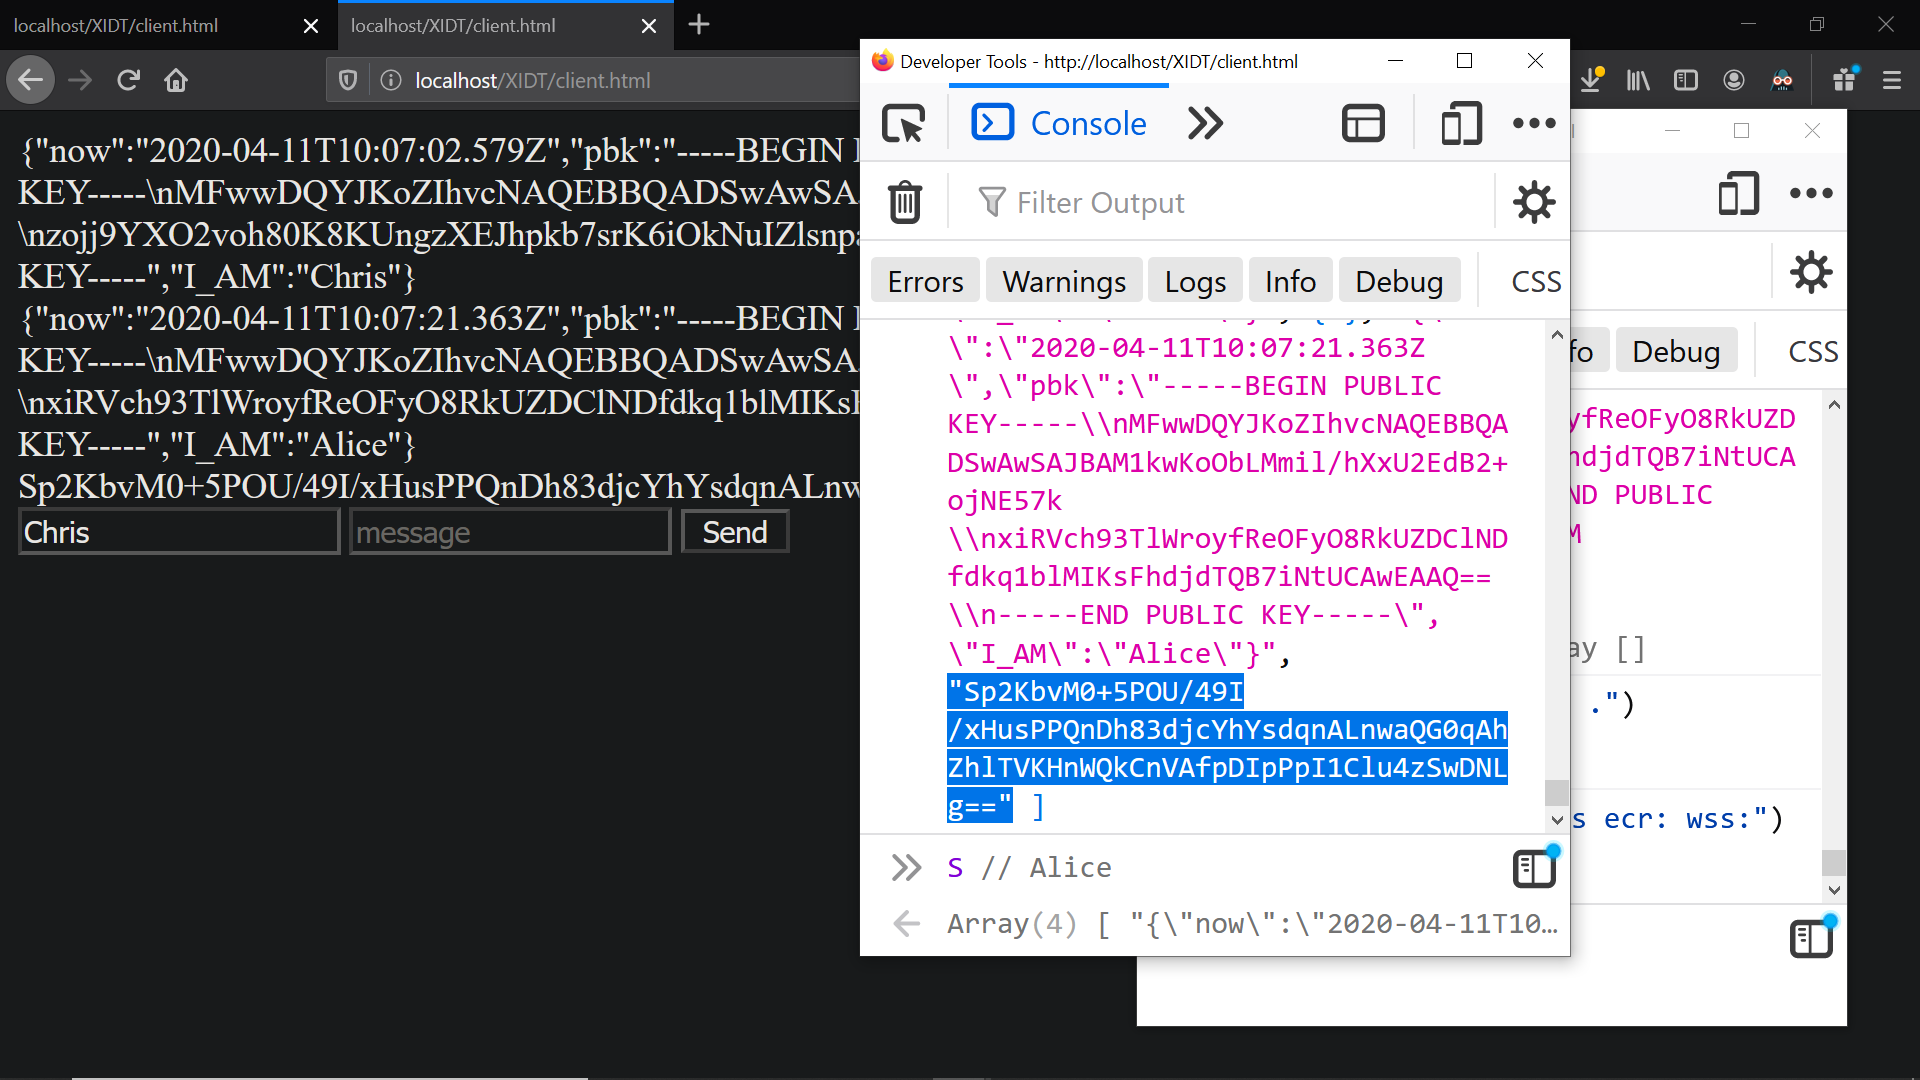 localhost/XIDT/client.html
localhost/XIDT/client.html
localhost/XIDT/client.html
{"now":"2020-04-11T10:07:02.579Z","pbk":"-----BEGIN
KEY-----\nMFwwDQYJKoZIhvcNAQEBBQADSwAwSA
\nzojj9YXO2voh80K8KUngzXEJhpkb7srK6iOkNuIZlsnp
KEY-----","I_AM":"Chris"}
{"now":"2020-04-11T10:07:21.363Z","pbk":"-----BEGIN
KEY-----\nMFwwDQYJKoZIhvcNAQEBBQADSwAwSA
\nxiRVch93TlWroyfReOFyO8RkUZDClNDfdkq1blMIKsF
KEY-----","I_AM":"Alice"}
Sp2KbvM0+5POU/49I/xHusPPQnDh83djcYhYsdqnALnw
Chris message Send
Developer Tools - http://localhost/XIDT/client.html
Console
Filter Output
Errors Warnings Logs Info Debug CSS
\":\"2020-04-11T10:07:21.363Z
\",\"pbk\":\"-----BEGIN PUBLIC
KEY-----\\nMFwwDQYJKoZIhvcNAQEBBQA
DSwAwSAJBAM1kwKoObLMmil/hXxU2EdB2+
ojNE57k
\\nxiRVch93TlWroyfReOFyO8RkUZDClND
fdkq1blMIKsFhdjdTQB7iNtUCAwEAAQ==
\\n-----END PUBLIC KEY-----\",
\"I_AM\":\"Alice\"}",
"Sp2KbvM0+5POU/49I
/xHusPPQnDh83djcYhYsdqnALnwaQG0qAh
ZhlTVKHnWQkCnVAfpDIpPpI1Clu4zSwDNL
g==" ]
S // Alice
Array(4) [ "{\"now\":\"2020-04-11T10…
fo Debug CSS
yfReOFyO8RkUZD
hdjdTQB7iNtUCA
ND PUBLIC
M
ay []
.")
s ecr: wss:")